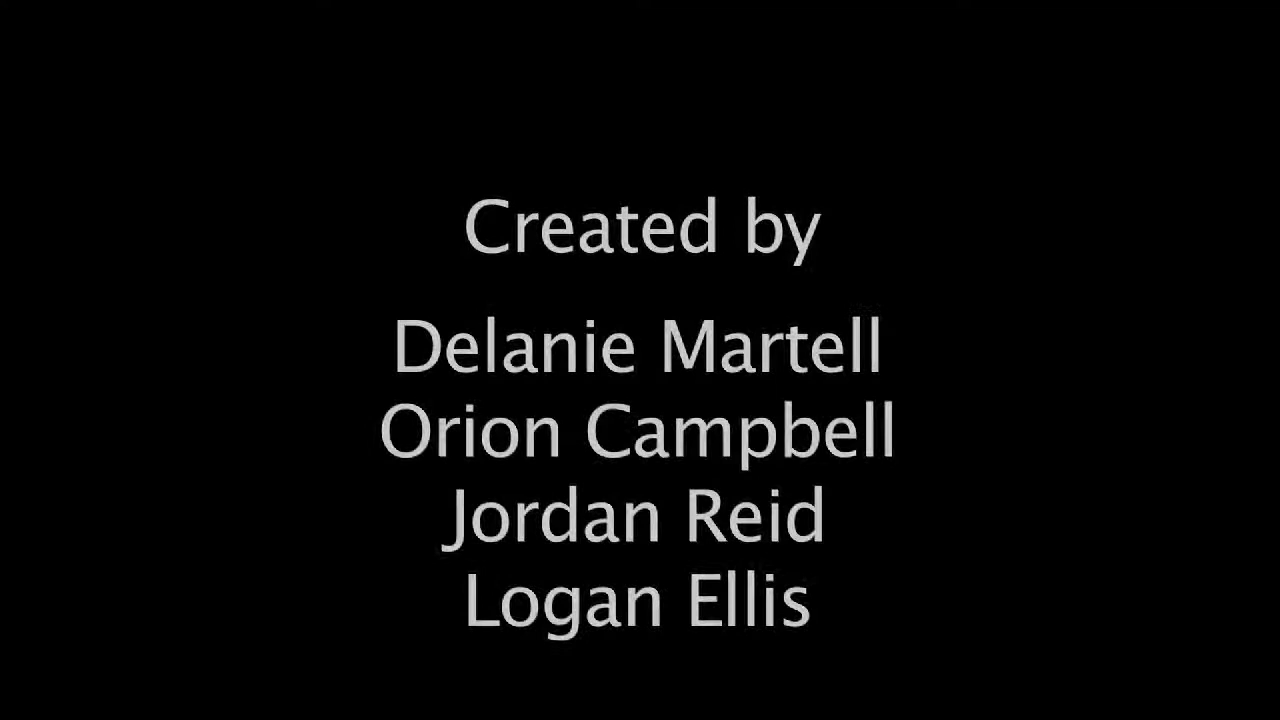 Created by
Delanie Martell
Orion Campbell
Jordan Reid
Logan Ellis